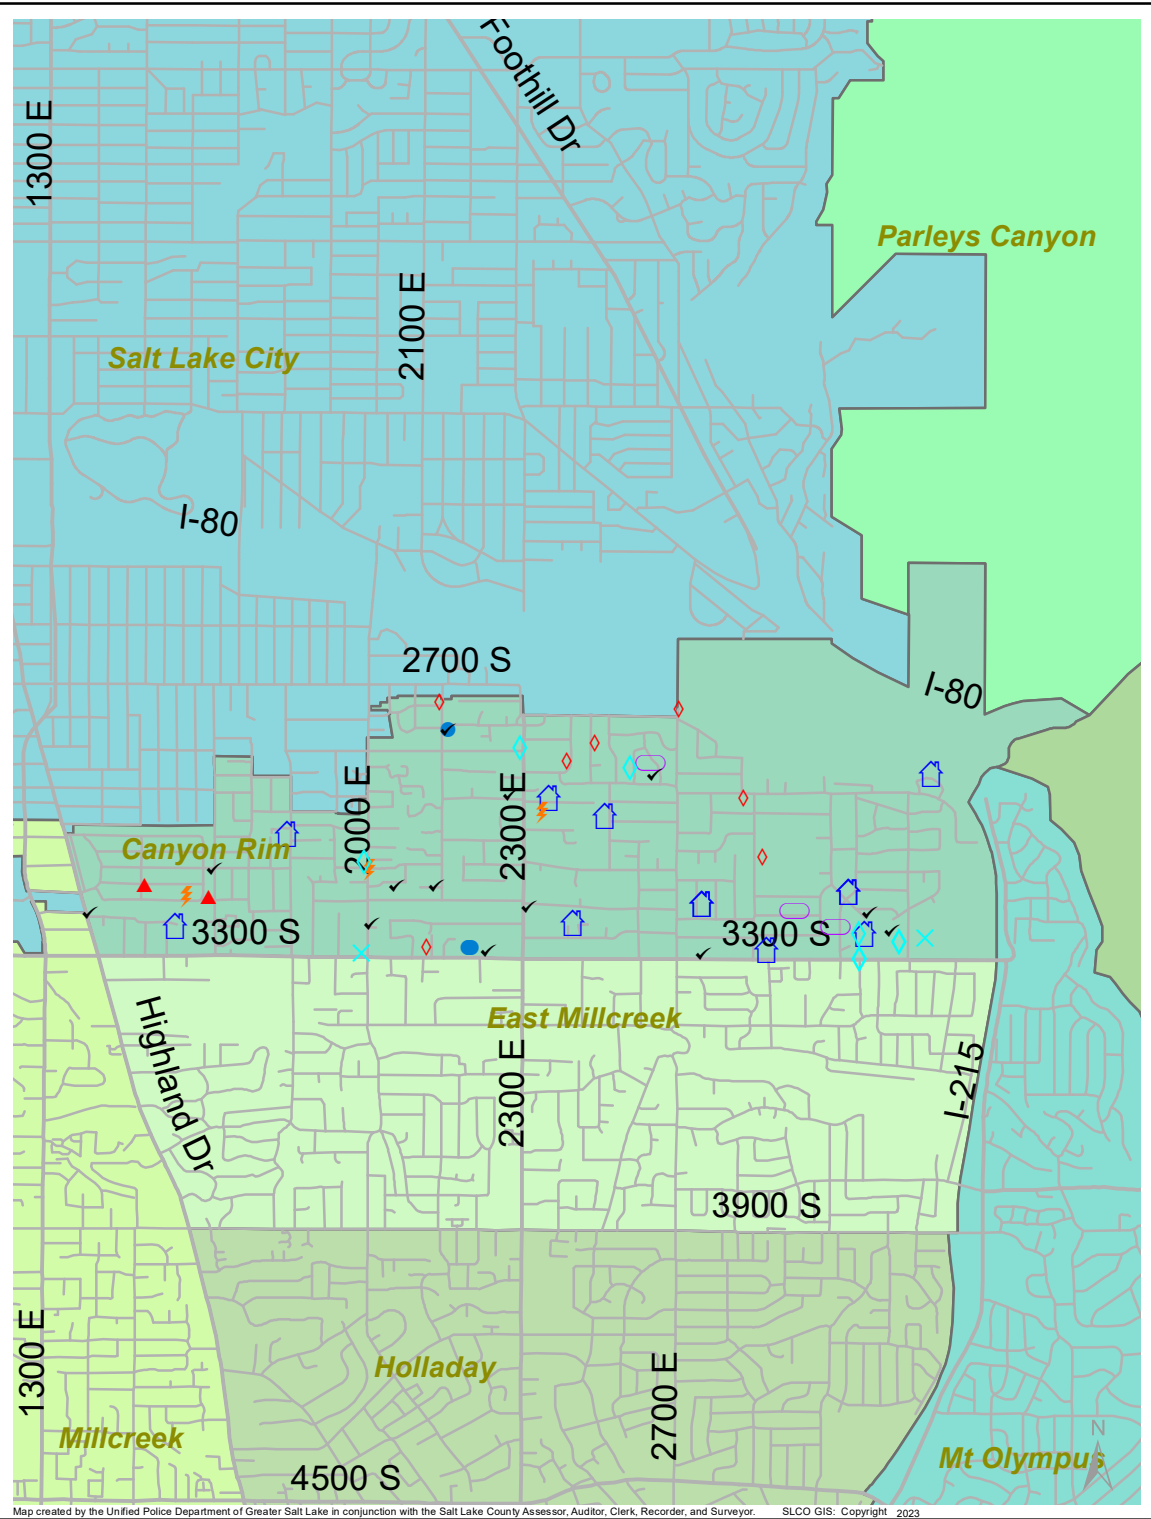 Foothill Dr
1300 E
Parleys Canyon
2100 E
Salt Lake City
I-80
2700 S
I-80
2000 E
2300 E
Canyon Rim
3300 S
3300 S
East Millcreek
Highland Dr
2300 E
I-215
3900 S
1300 E
Holladay
2700 E
Millcreek
N
Mt Olympus
4500 S
Map created by the Unified Police Department of Greater Salt Lake in conjunction with the Salt Lake County Assessor, Auditor, Clerk, Recorder, and Surveyor. SLCO GIS: Copyright 2023